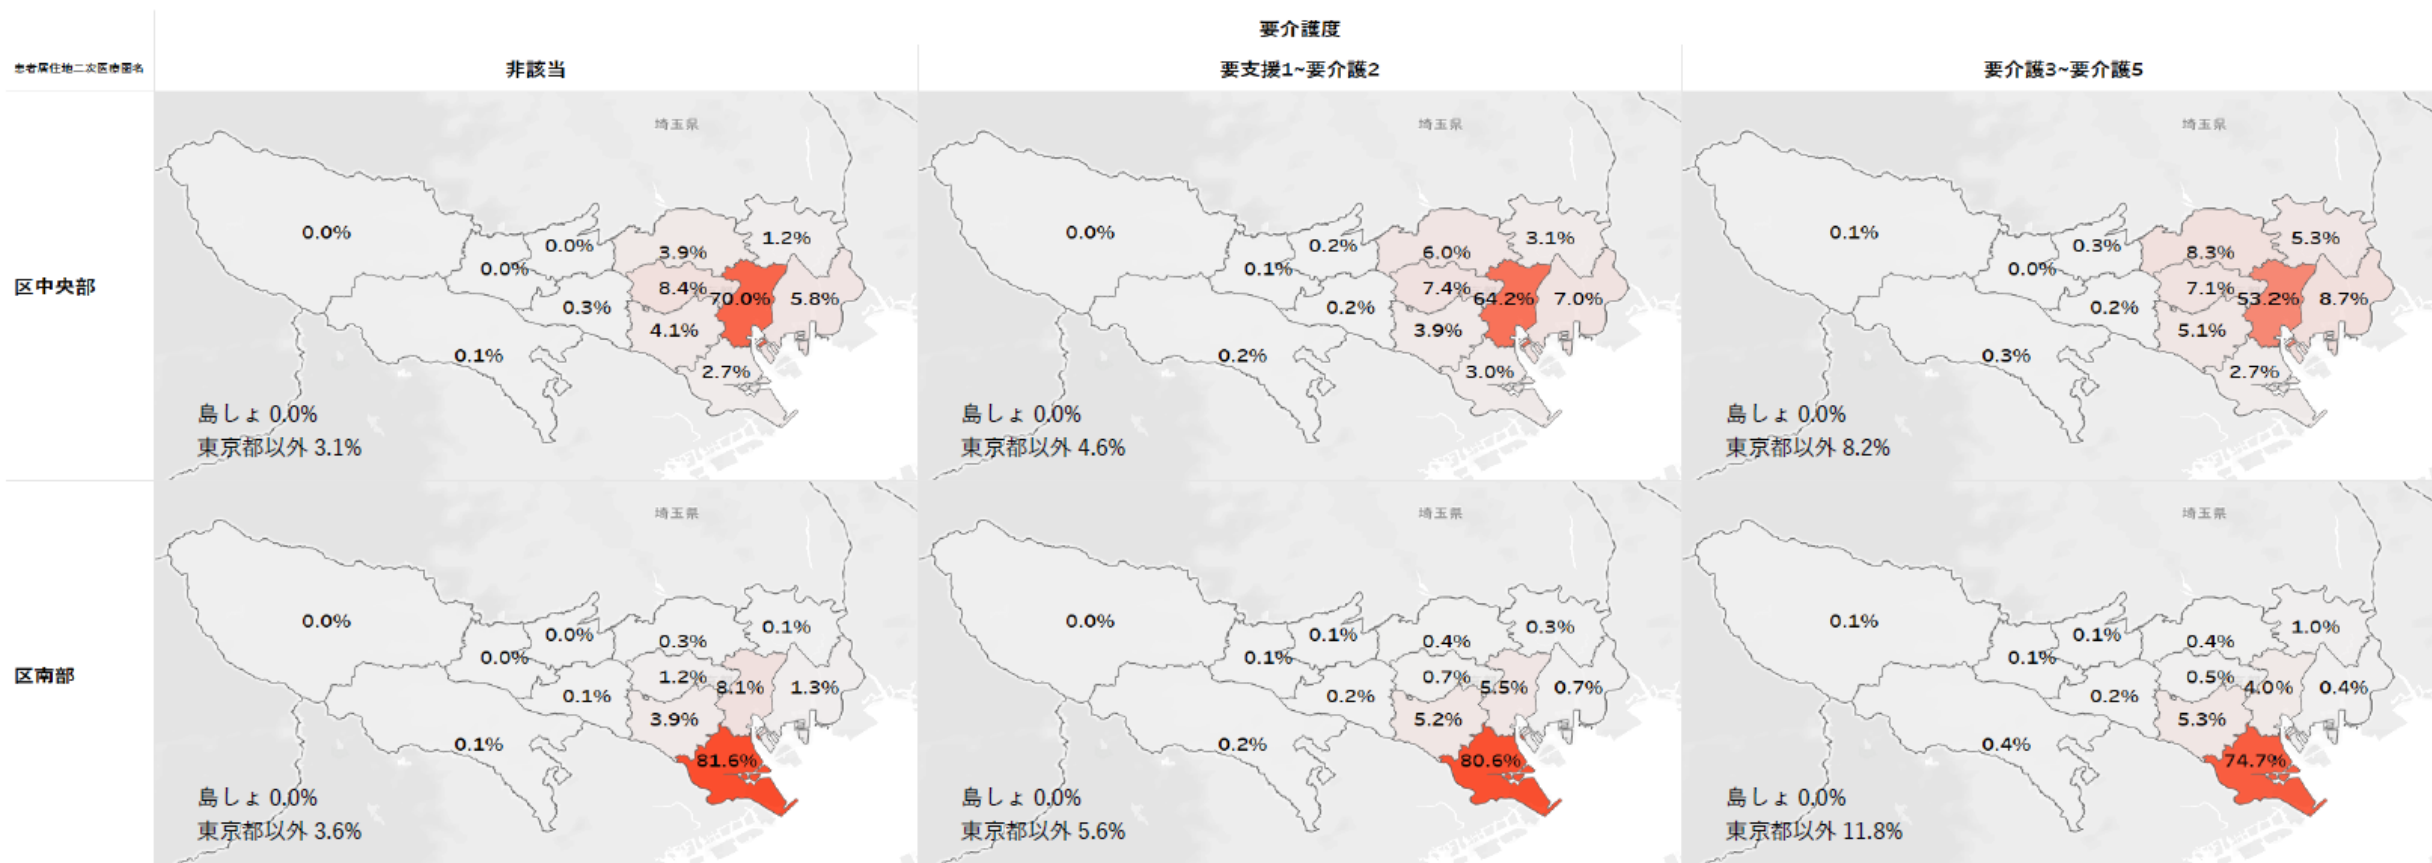 要介護度
患者居住地二次医療圏名
非該当
要支援1~要介護2
要介護3~要介護5
区中央部
埼玉県
0.0%
0.0%
0.0%
3.9%
1.2%
8.4%
70.0%
5.8%
0.3%
4.1%
0.1%
2.7%
島しょ 0.0%
東京都以外 3.1%
埼玉県
0.0%
0.2%
0.1%
6.0%
3.1%
7.4%
64.2%
7.0%
0.2%
3.9%
0.2%
3.0%
島しょ 0.0%
東京都以外 4.6%
埼玉県
0.1%
0.3%
0.0%
8.3%
5.3%
7.1%
53.2%
8.7%
0.2%
5.1%
0.3%
2.7%
島しょ 0.0%
東京都以外 8.2%
区南部
埼玉県
0.0%
0.0%
0.0%
0.3%
0.1%
1.2%
8.1%
1.3%
0.1%
3.9%
0.1%
81.6%
島しょ 0.0%
東京都以外 3.6%
埼玉県
0.0%
0.1%
0.1%
0.4%
0.3%
0.7%
5.5%
0.7%
0.2%
5.2%
0.2%
80.6%
島しょ 0.0%
東京都以外 5.6%
埼玉県
0.1%
0.1%
0.1%
0.4%
1.0%
0.5%
4.0%
0.4%
0.2%
5.3%
0.4%
74.7%
島しょ 0.0%
東京都以外 11.8%